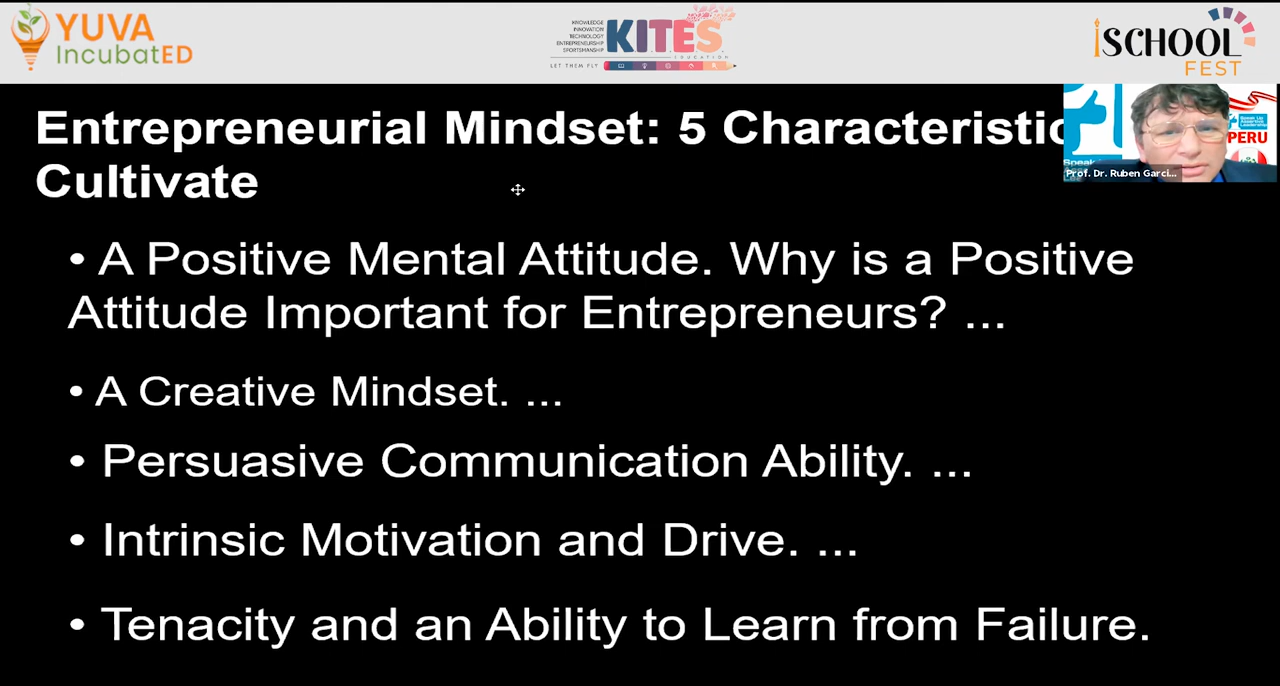 YUVA
IncubatED
KNOWLEDGE
INNOVATION
TECHNOLOGY
ENTREPRENEURSHIP
SPORTSMANSHIP
KITES
EDUCATION
LET THEM FLY
iSCHOOL
FEST
Entrepreneurial Mindset: 5 Characteristic
Cultivate
PERU
Prof. Dr. Ruben Garci...
• A Positive Mental Attitude. Why is a Positive
Attitude Important for Entrepreneurs? ...
• A Creative Mindset. ...
• Persuasive Communication Ability. ...
• Intrinsic Motivation and Drive. ...
• Tenacity and an Ability to Learn from Failure.